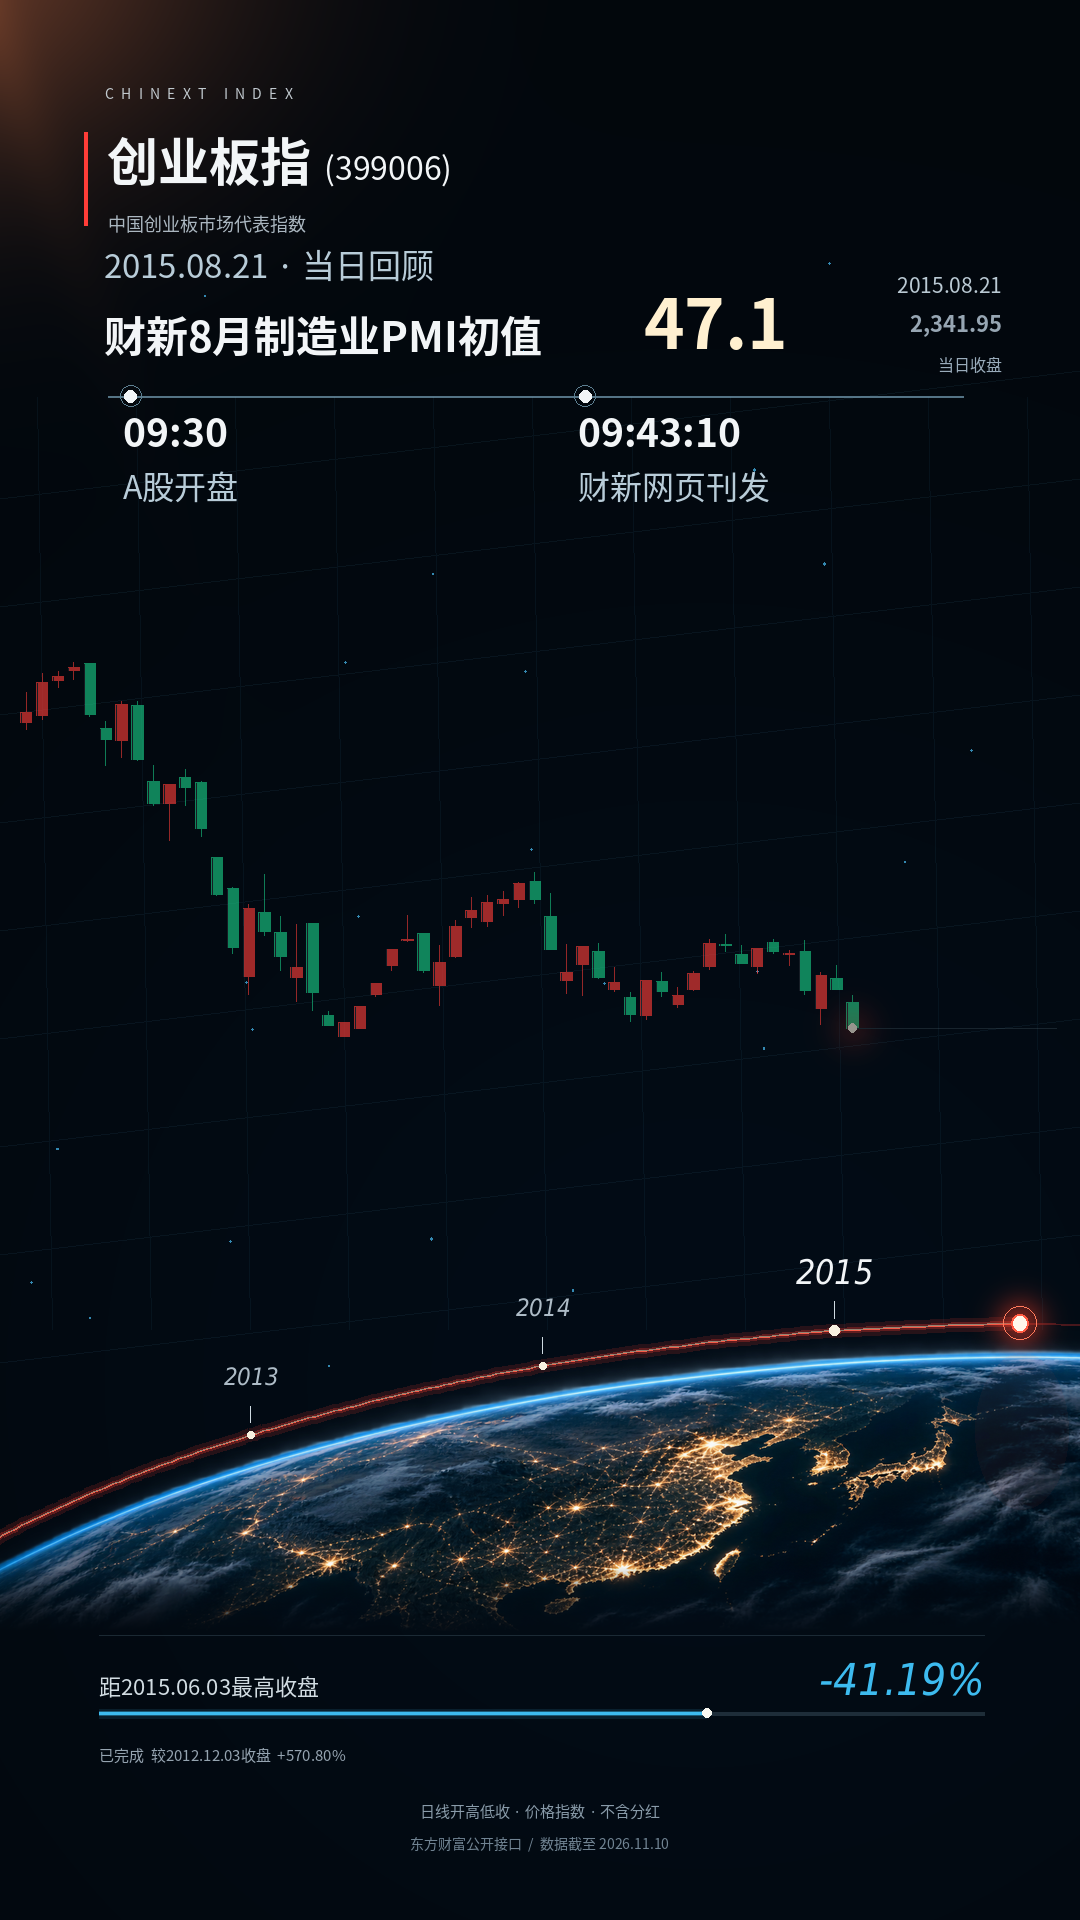 CHINEXT INDEX
创业板指 (399006)
中国创业板市场代表指数
2015.08.21 · 当日回顾
财新8月制造业PMI初值
47.1
2015.08.21
2,341.95
当日收盘
09:30
A股开盘
09:43:10
财新网页刊发
2015
2014
2013
距2015.06.03最高收盘
-41.19%
已完成 较2012.12.03收盘 +570.80%
日线开高低收 · 价格指数 · 不含分红
东方财富公开接口 / 数据截至 2026.11.10